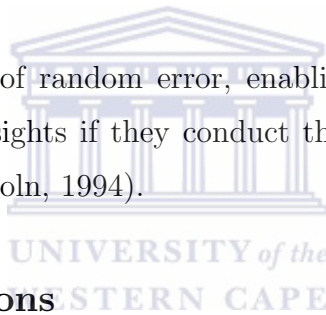 of random error, enabli
sights if they conduct th
oln, 1994).
UNIVERSITY of the
ons
WESTERN CAPE